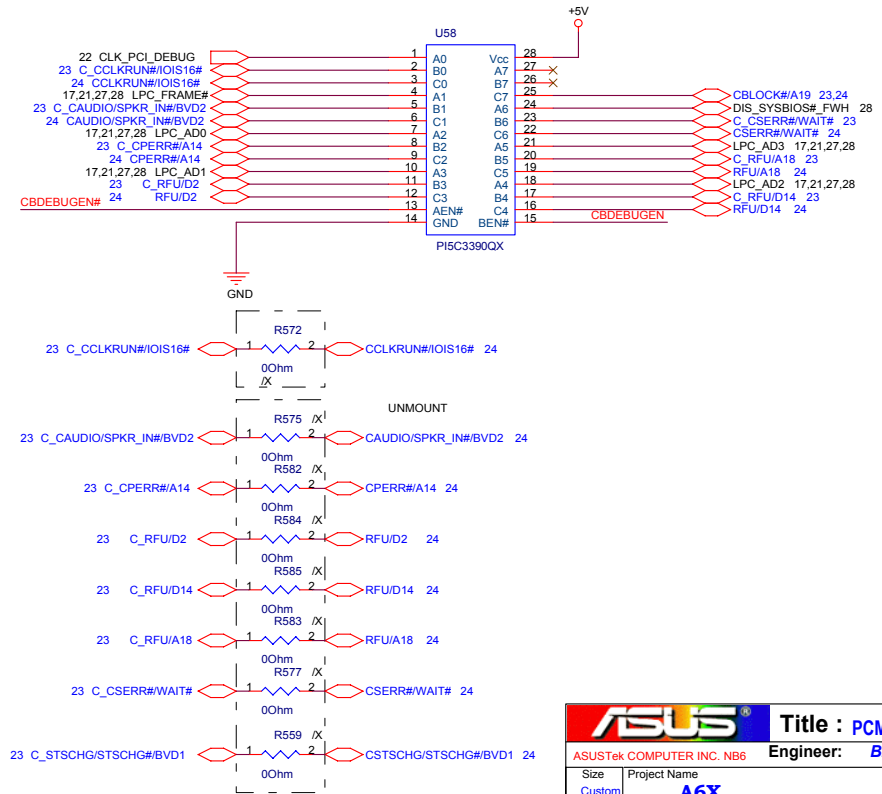 +5V
U58
22 CLK_PCI_DEBUG 1 A0 Vcc 28
23 C_CCLKRUN#/IOIS16# 2 B0 A7 27
24 CCLKRUN#/IOIS16# 3 C0 B7 26
17,21,27,28 LPC_FRAME# 4 A1 C7 25 CBLOCK#/A19 23,24
23 C_CAUDIO/SPKR_IN#/BVD2 5 B1 A6 24 DIS_SYSBIOS#_FWH 28
24 CAUDIO/SPKR_IN#/BVD2 6 C1 B6 23 C_CSERR#/WAIT# 23
17,21,27,28 LPC_AD0 7 A2 C6 22 CSERR#/WAIT# 24
23 C_CPERR#/A14 8 B2 A5 21 LPC_AD3 17,21,27,28
24 CPERR#/A14 9 C2 B5 20 C_RFU/A18 23
17,21,27,28 LPC_AD1 10 A3 C5 19 RFU/A18 24
23 C_RFU/D2 11 B3 A4 18 LPC_AD2 17,21,27,28
24 RFU/D2 12 C3 B4 17 C_RFU/D14 23
CBDEBUGEN# 13 AEN# C4 16 RFU/D14 24
14 GND BEN# 15 CBDEBUGEN
PI5C3390QX
GND
R572
23 C_CCLKRUN#/IOIS16# 1 2 CCLKRUN#/IOIS16# 24
0Ohm
/X
UNMOUNT
R575 /X
23 C_CAUDIO/SPKR_IN#/BVD2 1 2 CAUDIO/SPKR_IN#/BVD2 24
0Ohm
R582 /X
23 C_CPERR#/A14 1 2 CPERR#/A14 24
0Ohm
R584 /X
23 C_RFU/D2 1 2 RFU/D2 24
0Ohm
R585 /X
23 C_RFU/D14 1 2 RFU/D14 24
0Ohm
R583 /X
23 C_RFU/A18 1 2 RFU/A18 24
0Ohm
R577 /X
23 C_CSERR#/WAIT# 1 2 CSERR#/WAIT# 24
0Ohm
R559 /X
23 C_STSCHG/STSCHG#/BVD1 1 2 CSTSCHG/STSCHG#/BVD1 24
0Ohm
ASUS® Title : PCM
ASUSTek COMPUTER INC. NB6 Engineer: B
Size Project Name
Custom A6X